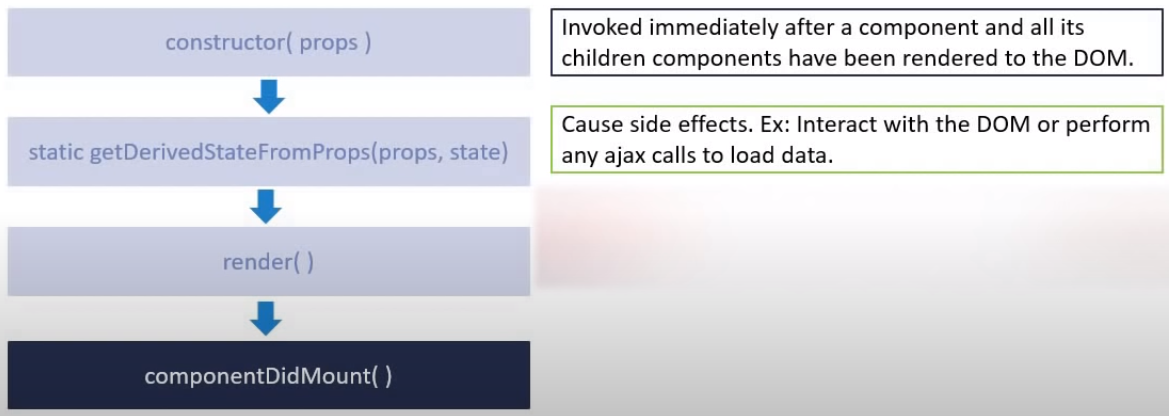 constructor( props )
Invoked immediately after a component and all its
children components have been rendered to the DOM.
static getDerivedStateFromProps(props, state)
Cause side effects. Ex: Interact with the DOM or perform
any ajax calls to load data.
render( )
componentDidMount( )